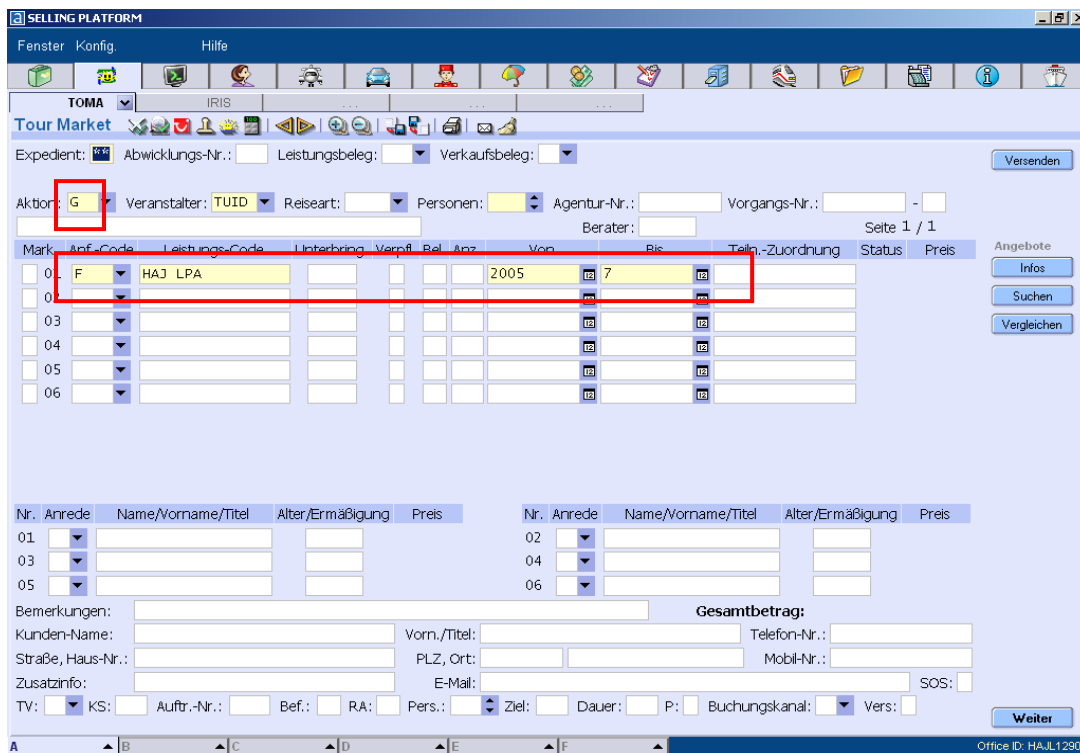 SELLING PLATFORM
Fenster Konfig. Hilfe
TOMA IRIS ... ... ...
Tour Market
Expedient: ** Abwicklungs-Nr.: Leistungsbeleg: Verkaufsbeleg: Versenden
Aktion: G Veranstalter: TUID Reiseart: Personen: Agentur-Nr.: Vorgangs-Nr.: -
Berater: Seite 1 / 1
Mark. Anf.-Code Leistungs-Code Unterbring. Verpfl. Bel. Anz. Von Bis Teiln.-Zuordnung Status Preis Angebote
01 F HAJ LPA 2005 7 Infos
02 Suchen
03 Vergleichen
04
05
06
Nr. Anrede Name/Vorname/Titel Alter/Ermäßigung Preis Nr. Anrede Name/Vorname/Titel Alter/Ermäßigung Preis
01 02
03 04
05 06
Bemerkungen: Gesamtbetrag:
Kunden-Name: Vorn./Titel: Telefon-Nr.:
Straße, Haus-Nr.: PLZ, Ort: Mobil-Nr.:
Zusatzinfo: E-Mail: SOS:
TV: KS: Auftr.-Nr.: Bef.: RA: Pers.: Ziel: Dauer: P: Buchungskanal: Vers:
Weiter
A B C D E F Office ID: HAJL1290